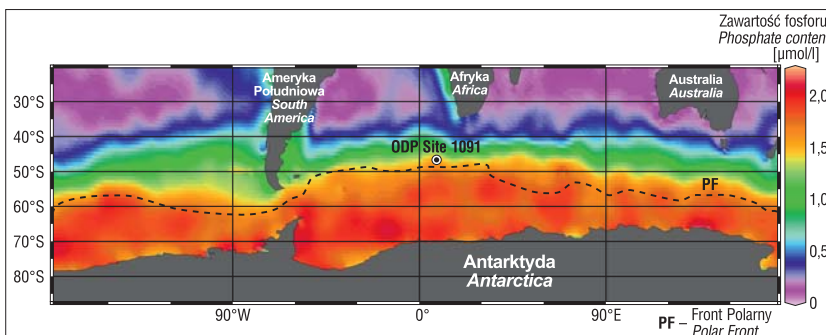 Zawartość fosforu
Phosphate content
[µmol/l]
Ameryka
Południowa
South
America
Afryka
Africa
Australia
Australia
30°S
40°S
50°S
60°S
70°S
80°S
ODP Site 1091
PF
2,0
1,5
1,0
0,5
0
Antarktyda
Antarctica
90°W
0°
90°E
PF – Front Polarny
Polar Front